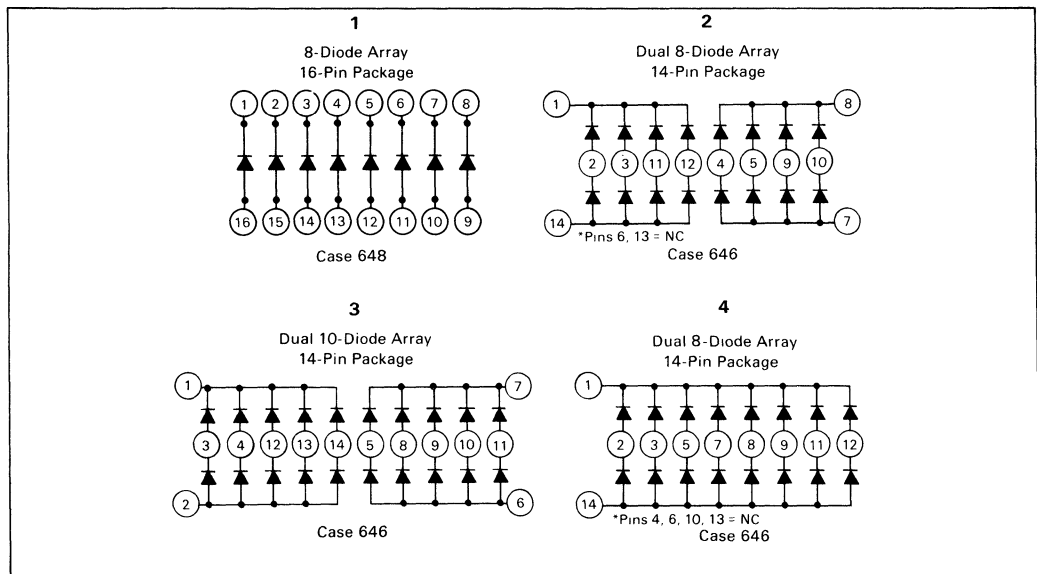 1
8-Diode Array
16-Pin Package
1 2 3 4 5 6 7 8
16 15 14 13 12 11 10 9
Case 648
2
Dual 8-Diode Array
14-Pin Package
1 8
2 3 11 12 4 5 9 10
14 7
*Pins 6, 13 = NC
Case 646
3
Dual 10-Diode Array
14-Pin Package
1 7
3 4 12 13 14 5 8 9 10 11
2 6
Case 646
4
Dual 8-Diode Array
14-Pin Package
1
2 3 5 7 8 9 11 12
14
*Pins 4, 6, 10, 13 = NC
Case 646